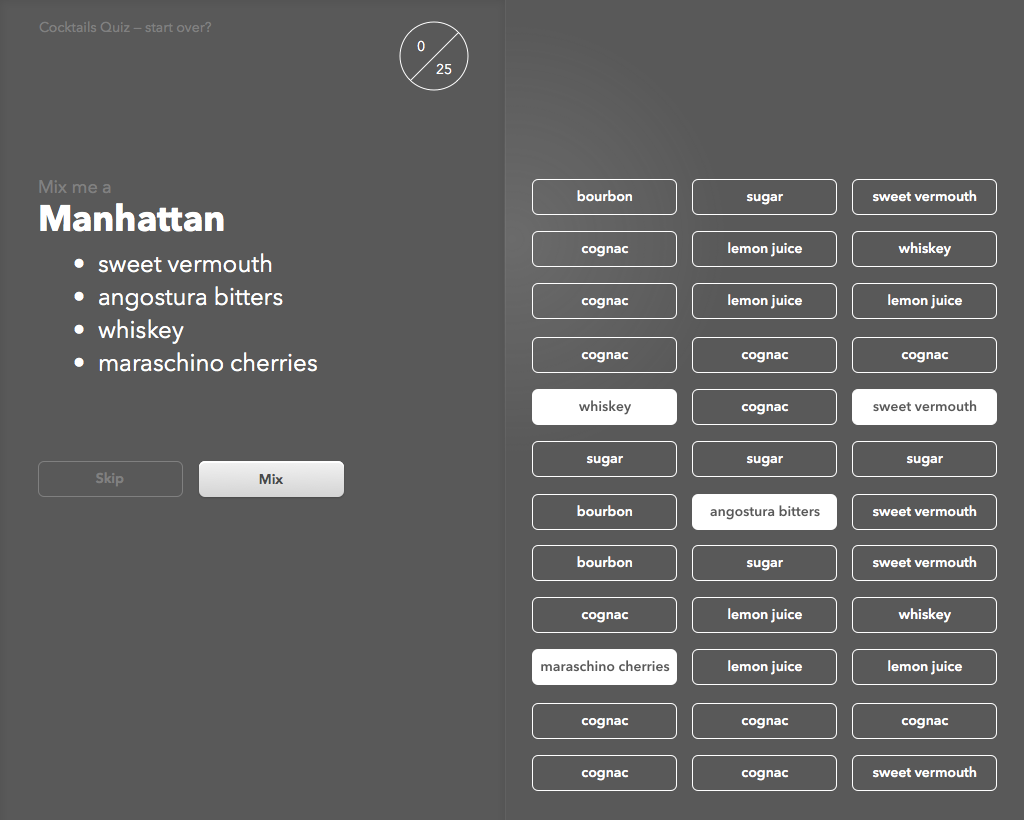 Cocktails Quiz – start over?
0
25
Mix me a
Manhattan
• sweet vermouth
• angostura bitters
• whiskey
• maraschino cherries
Skip Mix
bourbon sugar sweet vermouth
cognac lemon juice whiskey
cognac lemon juice lemon juice
cognac cognac cognac
whiskey cognac sweet vermouth
sugar sugar sugar
bourbon angostura bitters sweet vermouth
bourbon sugar sweet vermouth
cognac lemon juice whiskey
maraschino cherries lemon juice lemon juice
cognac cognac cognac
cognac cognac sweet vermouth